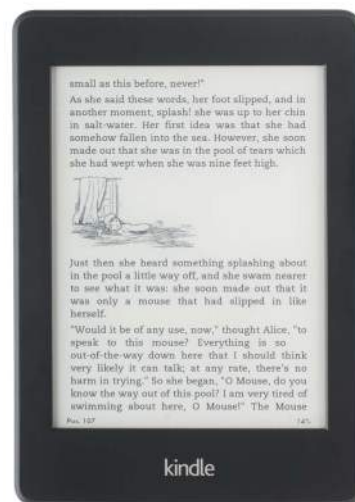 small as this before, never!"
As she said these words, her foot slipped, and in
another moment, splash! she was up to her chin
in salt-water. Her first idea was that she had
somehow fallen into the sea. However, she soon
made out that she was in the pool of tears which
she had wept when she was nine feet high.
Just then she heard something splashing about
in the pool a little way off, and she swam nearer
to see what it was: she soon made out that it
was only a mouse that had slipped in like
herself.
"Would it be of any use, now," thought Alice, "to
speak to this mouse? Everything is so
out-of-the-way down here that I should think
very likely it can talk; at any rate, there's no
harm in trying." So she began, "O Mouse, do you
know the way out of this pool? I am very tired of
swimming about here, O Mouse!" The Mouse
Pos. 107 14%
kindle